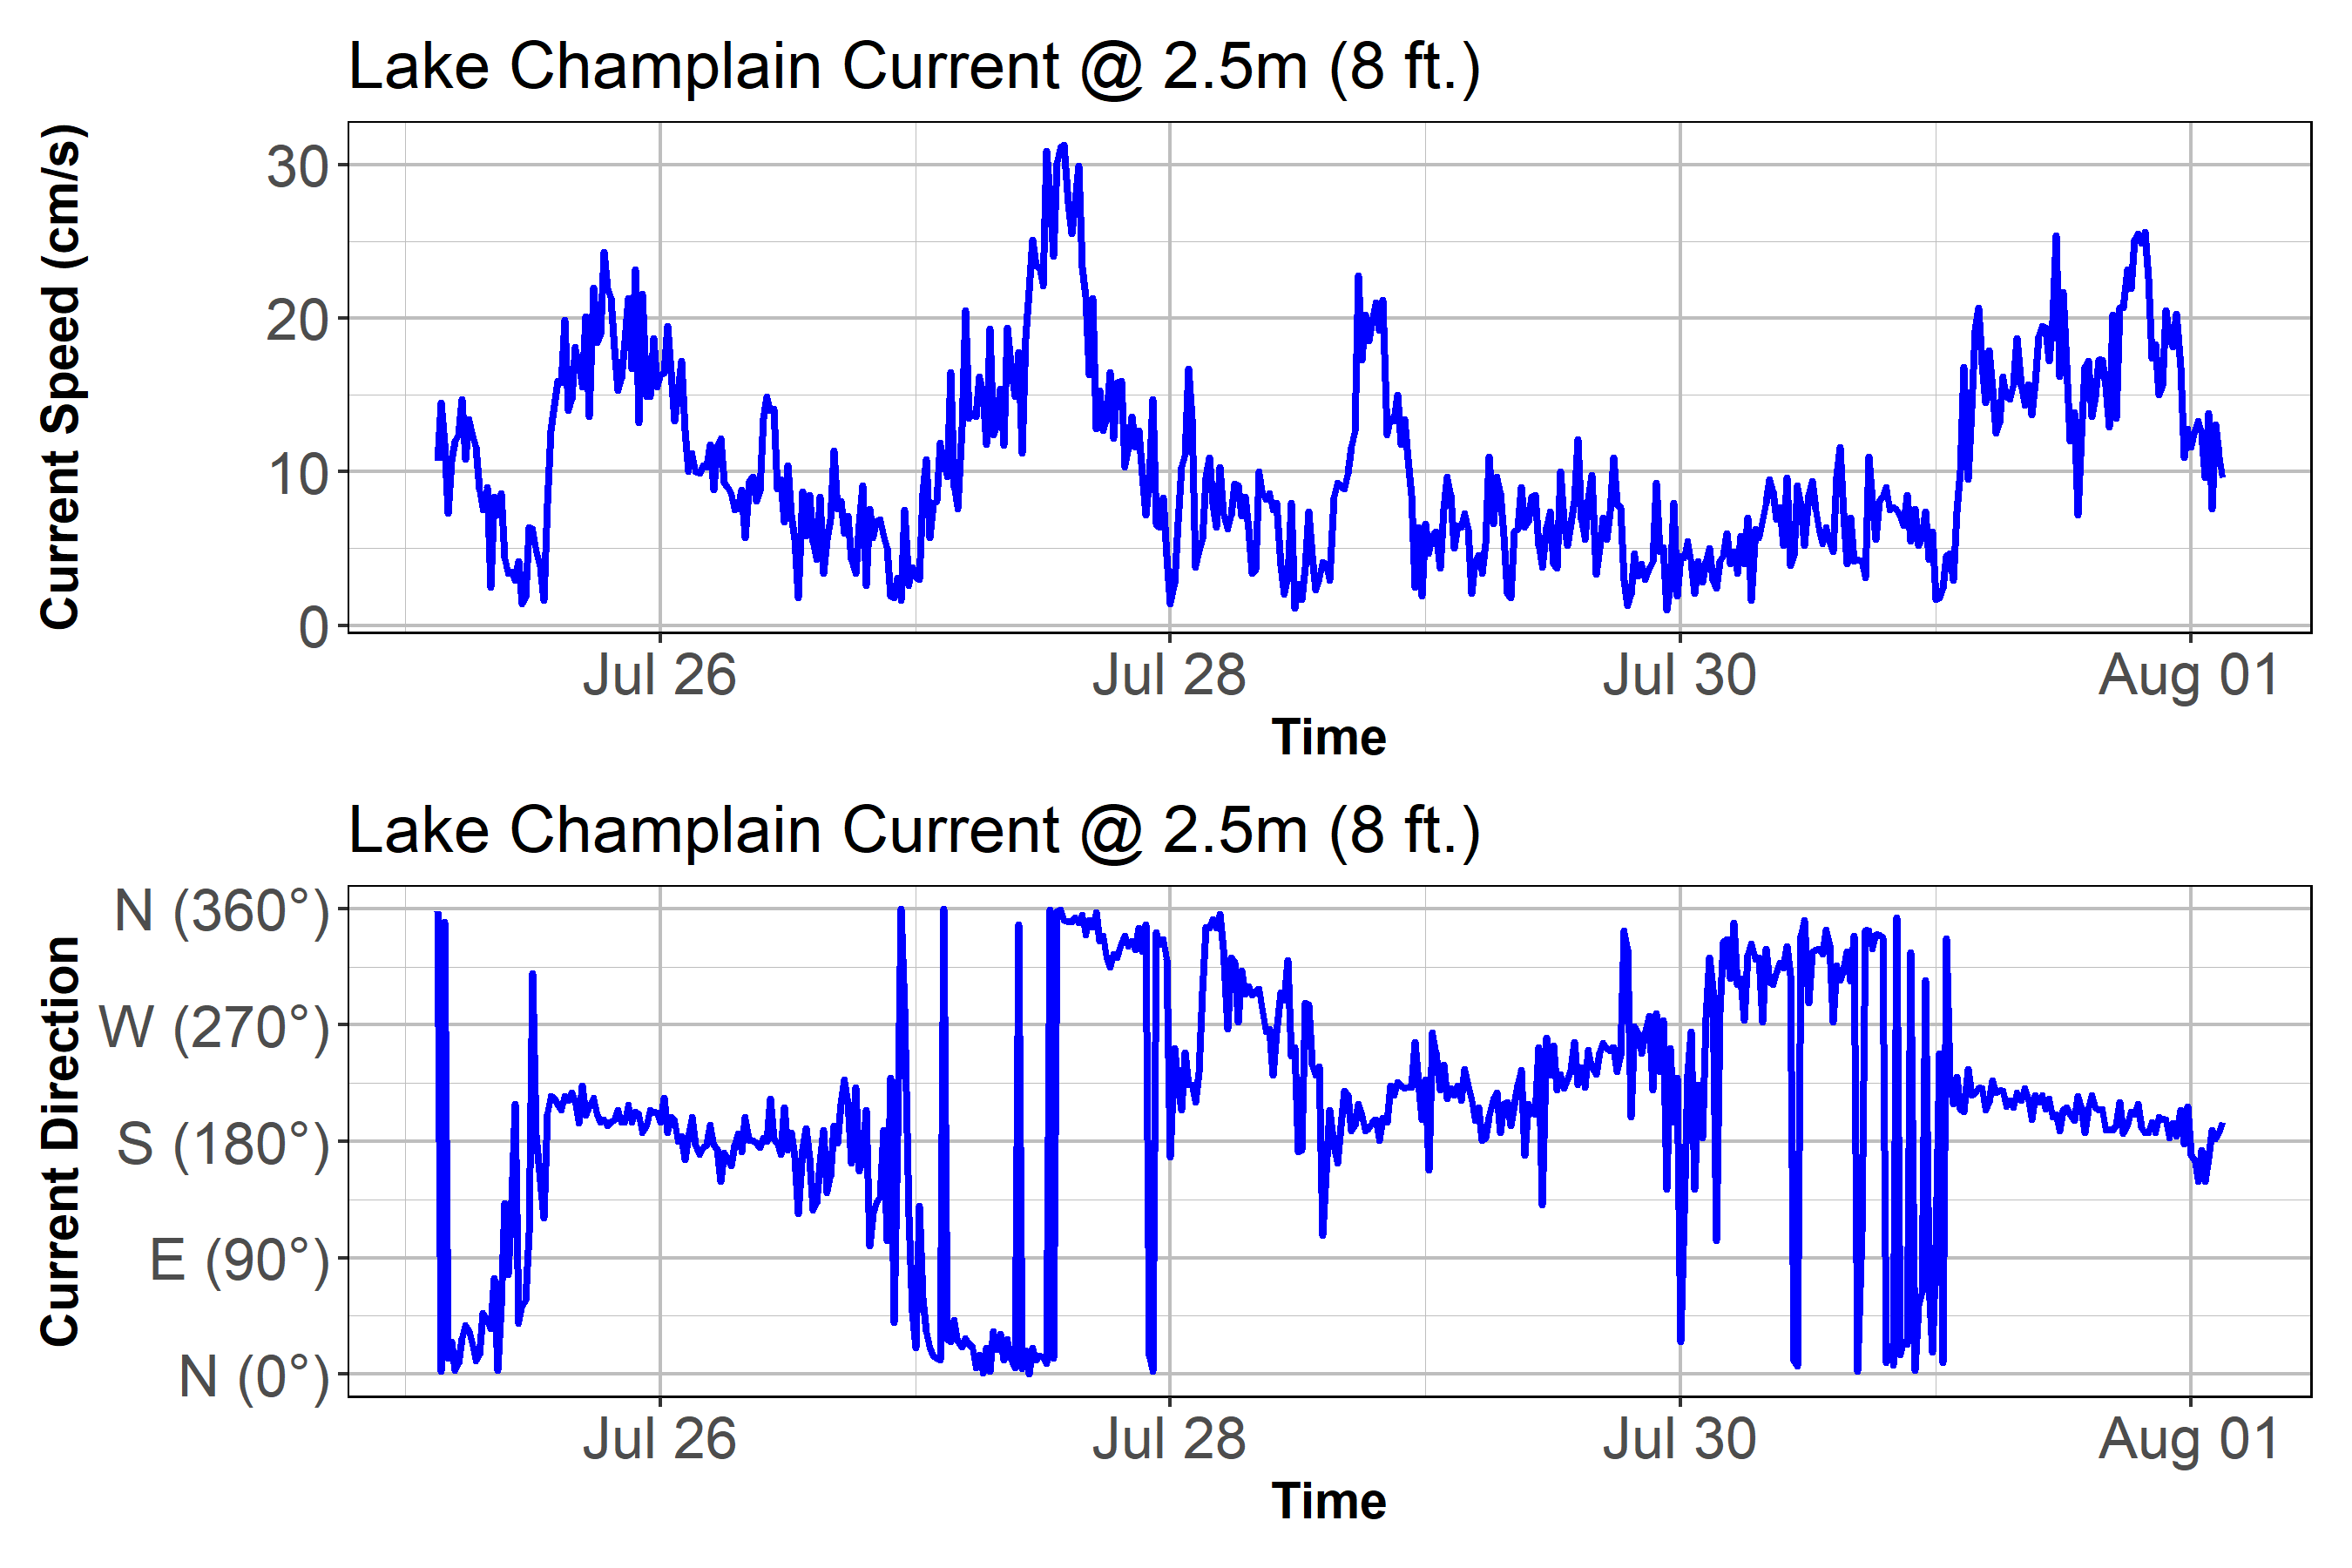 Lake Champlain Current @ 2.5m (8 ft.)
Current Speed (cm/s)
30
20
10
0
Jul 26 Jul 28 Jul 30 Aug 01
Time
Lake Champlain Current @ 2.5m (8 ft.)
Current Direction
N (360°)
W (270°)
S (180°)
E (90°)
N (0°)
Jul 26 Jul 28 Jul 30 Aug 01
Time